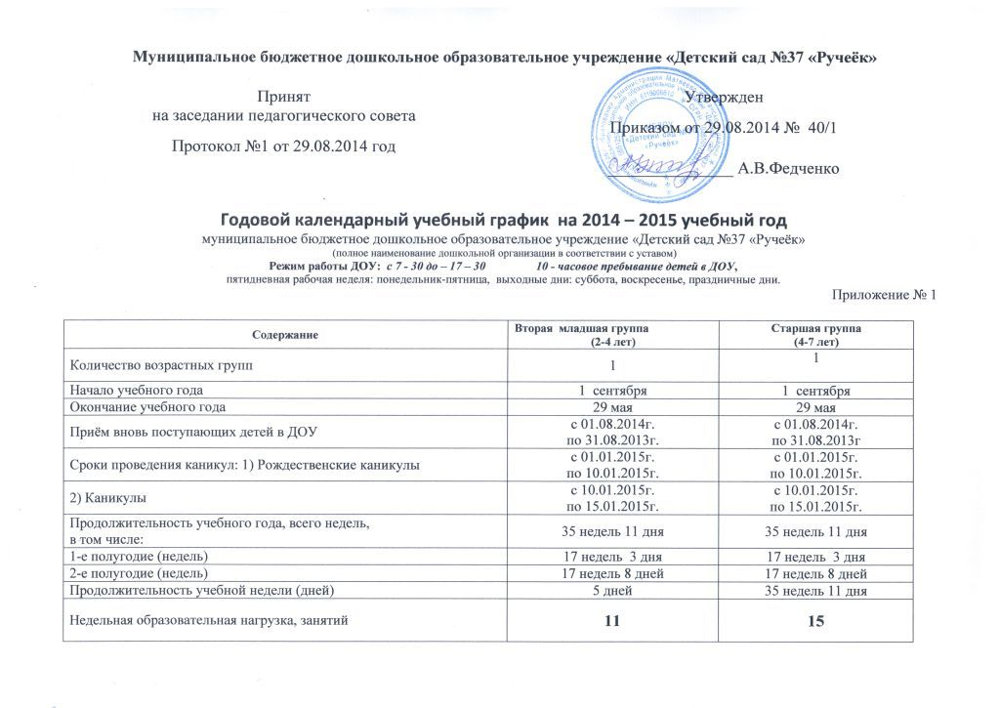 Муниципальное бюджетное дошкольное образовательное учреждение «Детский сад №37 «Ручеёк»
Принят
на заседании педагогического совета
Протокол №1 от 29.08.2014 год
Утвержден
Приказом от 29.08.2014 № 40/1
А.В.Федченко
«Детский сад
«Ручеёк»
Годовой календарный учебный график на 2014 – 2015 учебный год
муниципальное бюджетное дошкольное образовательное учреждение «Детский сад №37 «Ручеёк»
(полное наименование дошкольной организации в соответствии с уставом)
Режим работы ДОУ: с 7 - 30 до – 17 – 30 10 - часовое пребывание детей в ДОУ,
пятидневная рабочая неделя: понедельник-пятница, выходные дни: суббота, воскресенье, праздничные дни.
Приложение № 1
Содержание
Вторая младшая группа
(2-4 лет)
Старшая группа
(4-7 лет)
Количество возрастных групп
1
1
Начало учебного года
1 сентября
1 сентября
Окончание учебного года
29 мая
29 мая
Приём вновь поступающих детей в ДОУ
с 01.08.2014г.
по 31.08.2013г.
с 01.08.2014г.
по 31.08.2013г
Сроки проведения каникул: 1) Рождественские каникулы
с 01.01.2015г.
по 10.01.2015г.
с 01.01.2015г.
по 10.01.2015г.
2) Каникулы
с 10.01.2015г.
по 15.01.2015г.
с 10.01.2015г.
по 15.01.2015г.
Продолжительность учебного года, всего недель,
в том числе:
35 недель 11 дня
35 недель 11 дня
1-е полугодие (недель)
17 недель 3 дня
17 недель 3 дня
2-е полугодие (недель)
17 недель 8 дней
17 недель 8 дней
Продолжительность учебной недели (дней)
5 дней
35 недель 11 дня
Недельная образовательная нагрузка, занятий
11
15